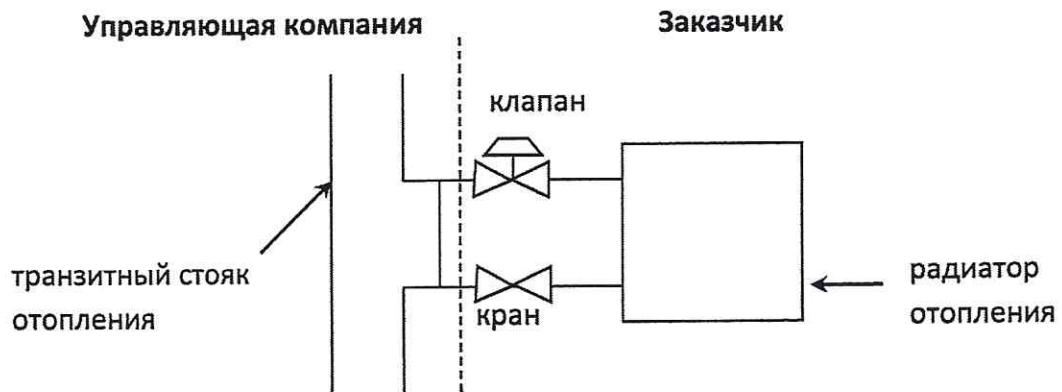 Управляющая компания
Заказчик
клапан
транзитный стояк
отопления
кран
радиатор
отопления